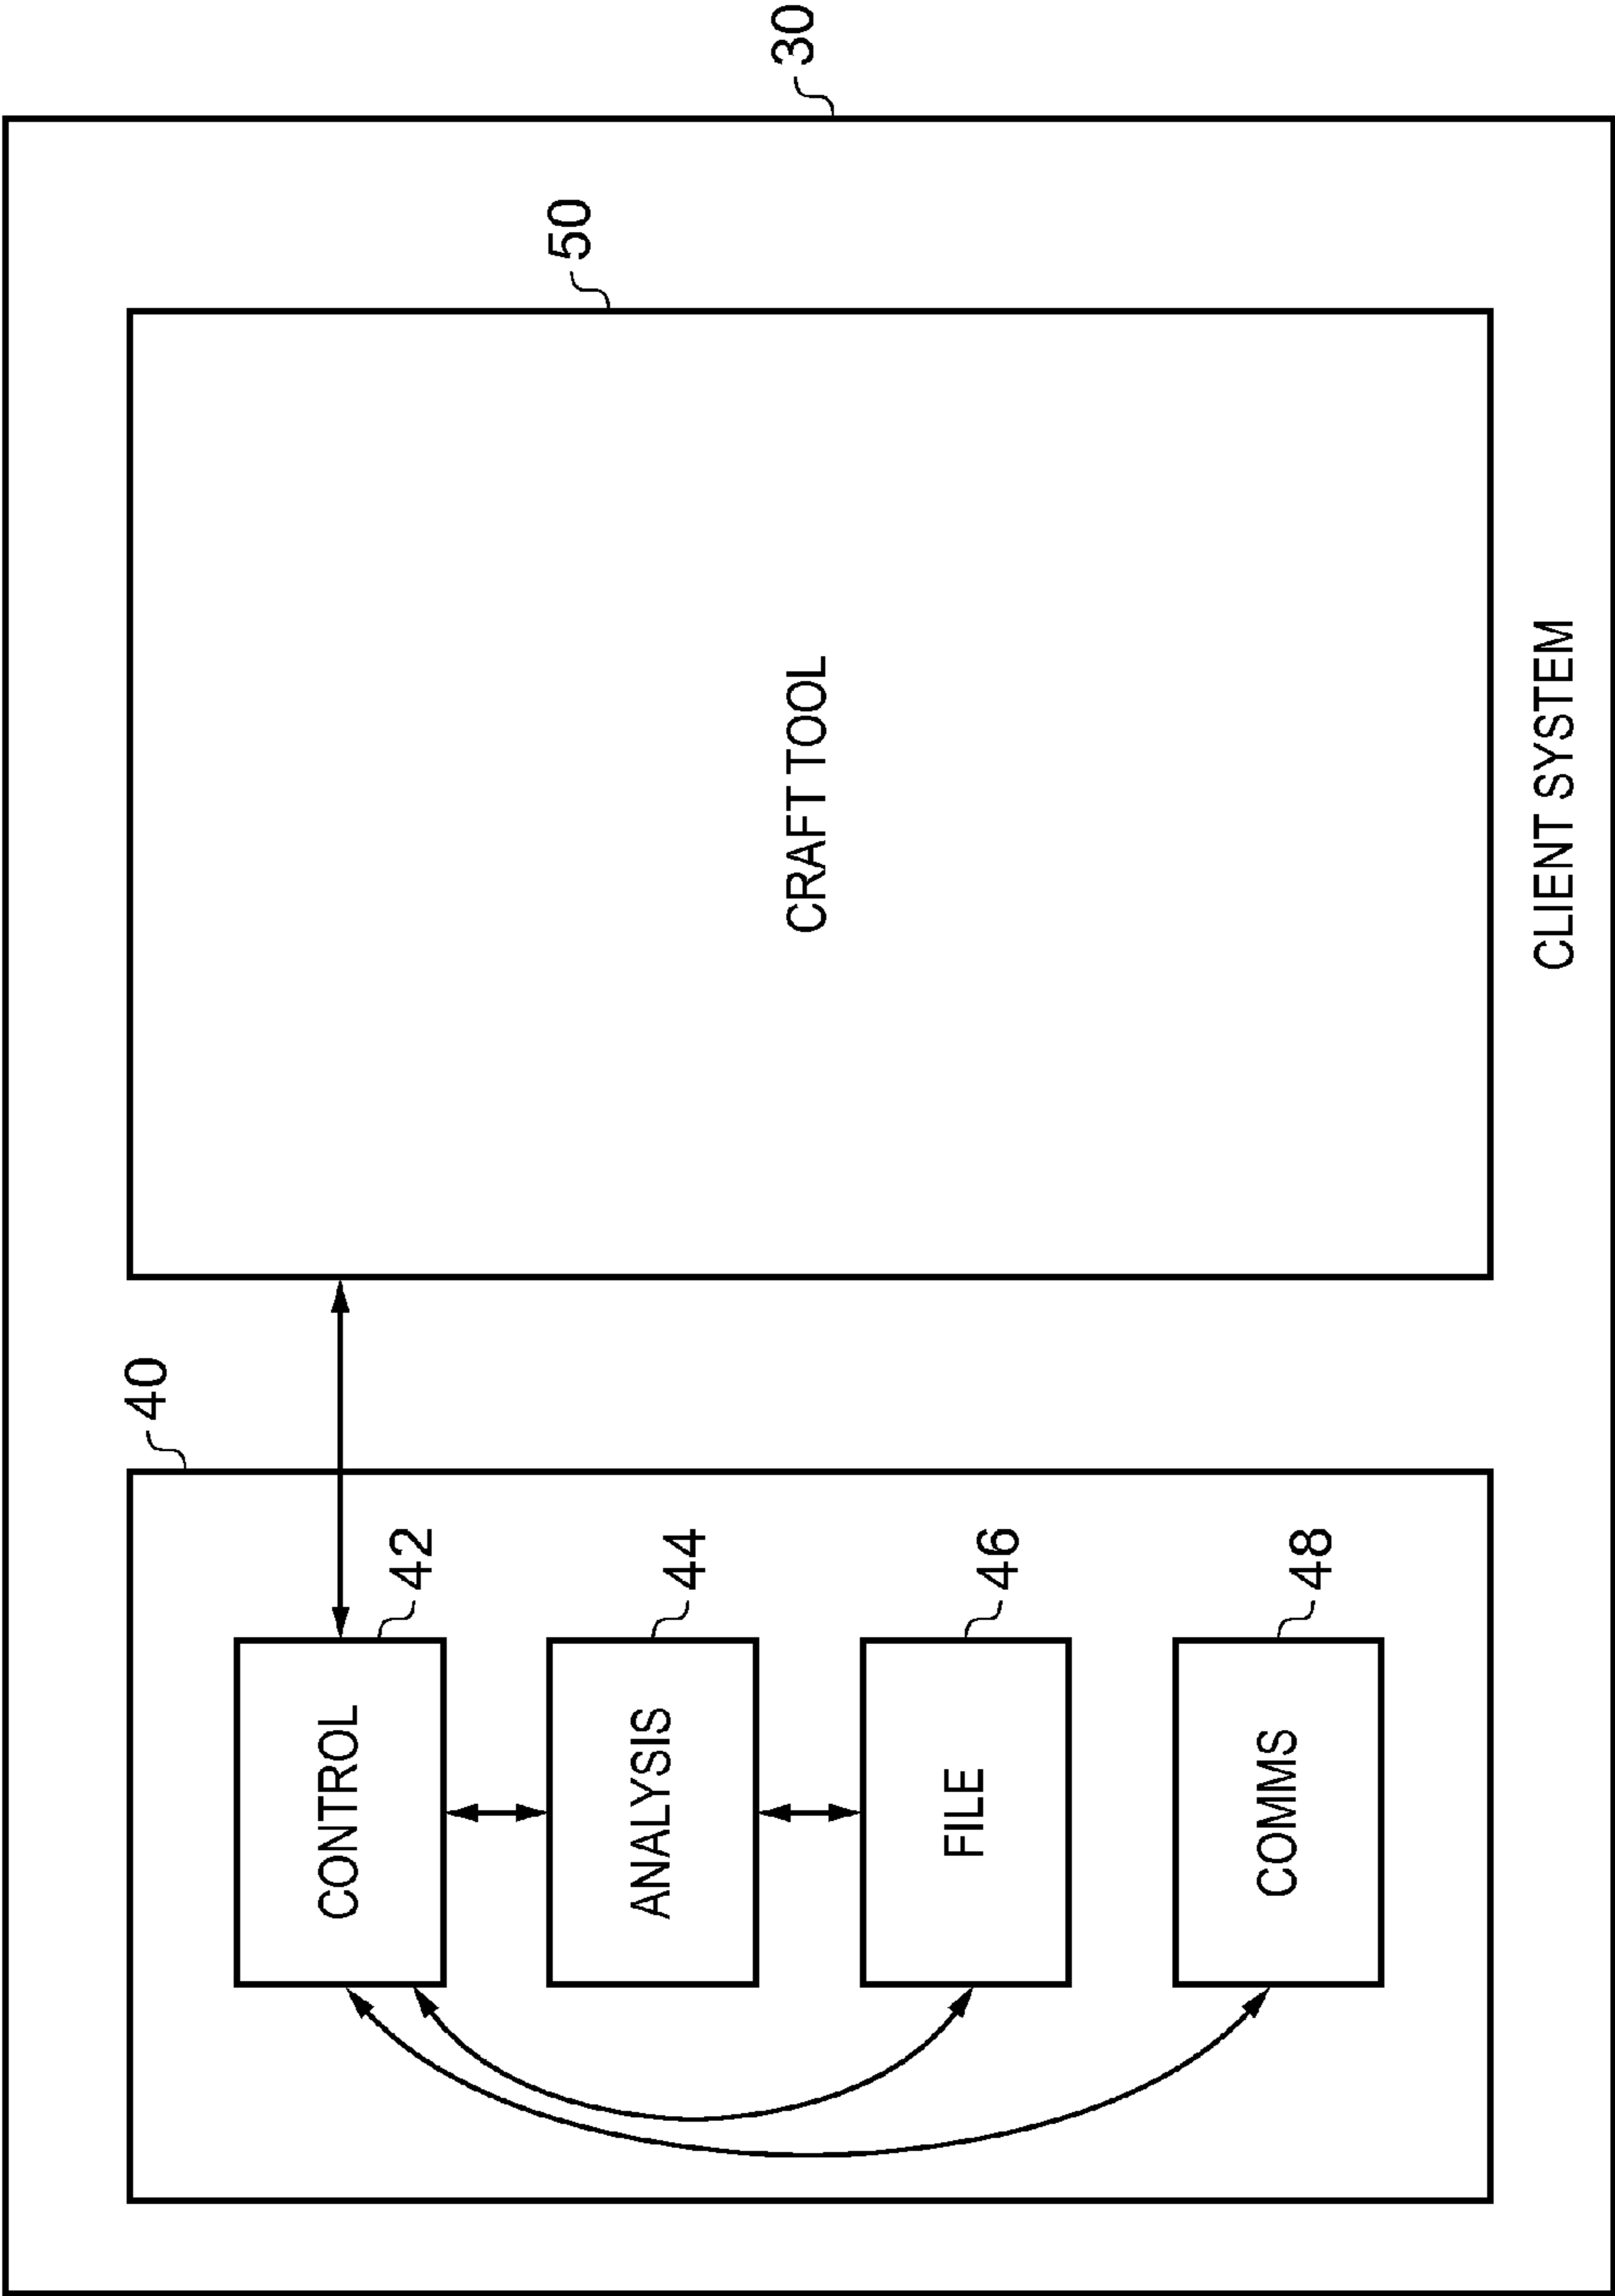 30
50
CRAFT TOOL
40
42
CONTROL
44
ANALYSIS
46
FILE
48
COMMS
CLIENT SYSTEM